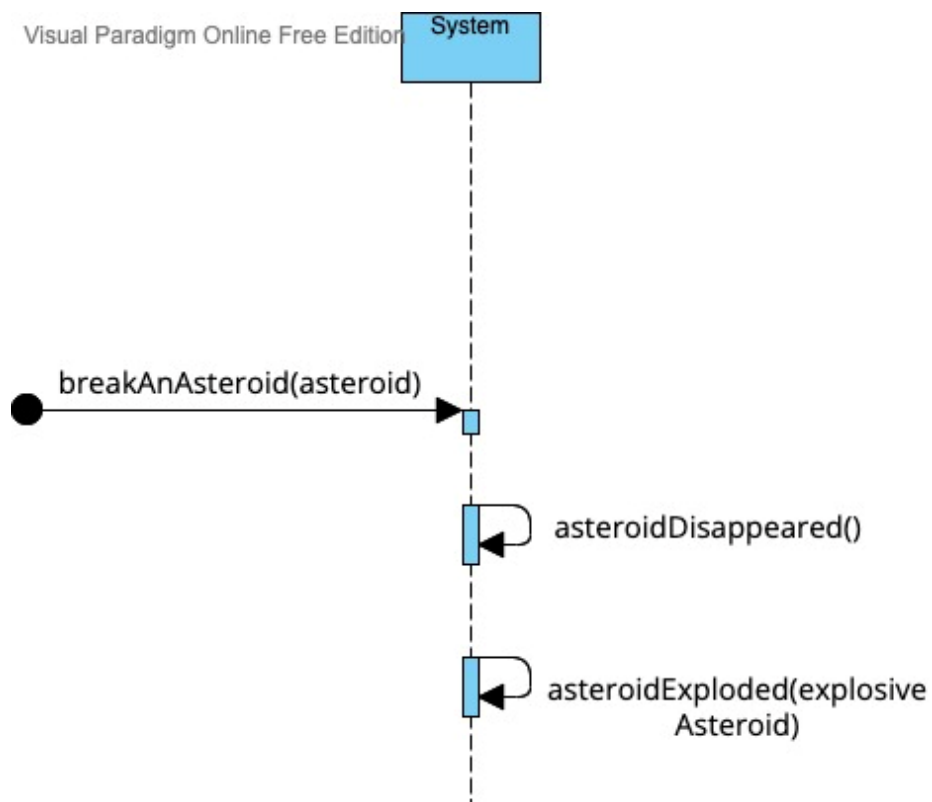 Visual Paradigm Online Free Edition
System
breakAnAsteroid(asteroid)
asteroidDisappeared()
asteroidExploded(explosive
Asteroid)